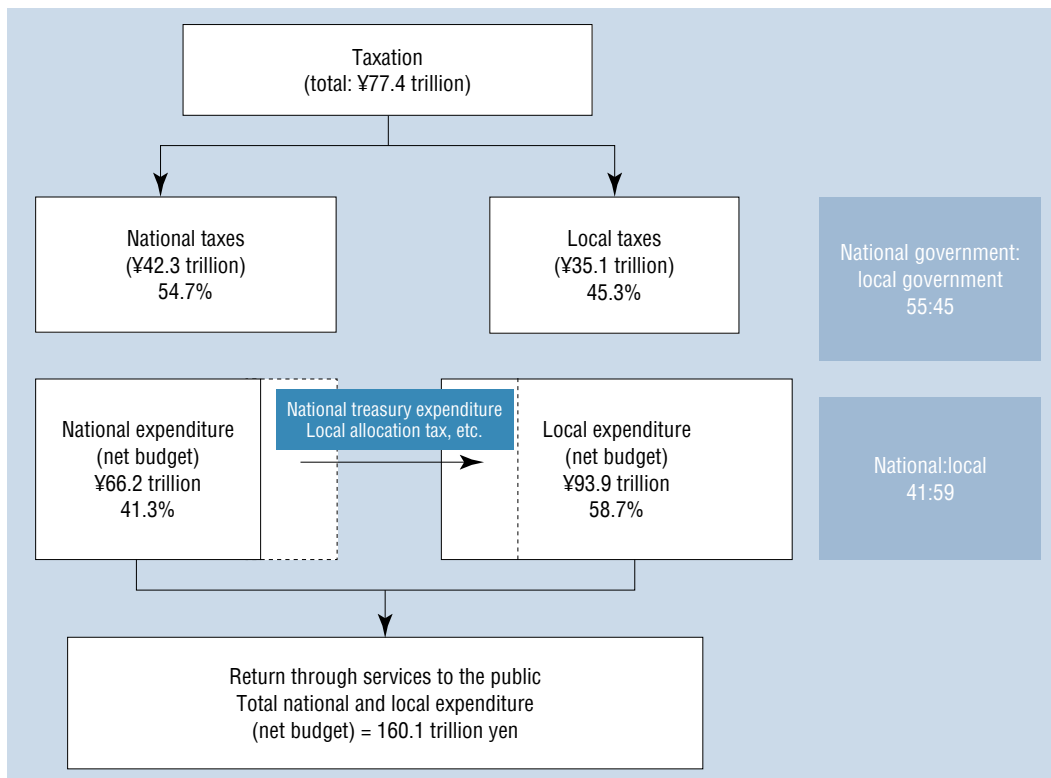 Taxation
(total: ¥77.4 trillion)
National taxes
(¥42.3 trillion)
54.7%
Local taxes
(¥35.1 trillion)
45.3%
National government:
local government
55:45
National expenditure
(net budget)
¥66.2 trillion
41.3%
National treasury expenditure
Local allocation tax, etc.
Local expenditure
(net budget)
¥93.9 trillion
58.7%
National:local
41:59
Return through services to the public
Total national and local expenditure
(net budget) = 160.1 trillion yen